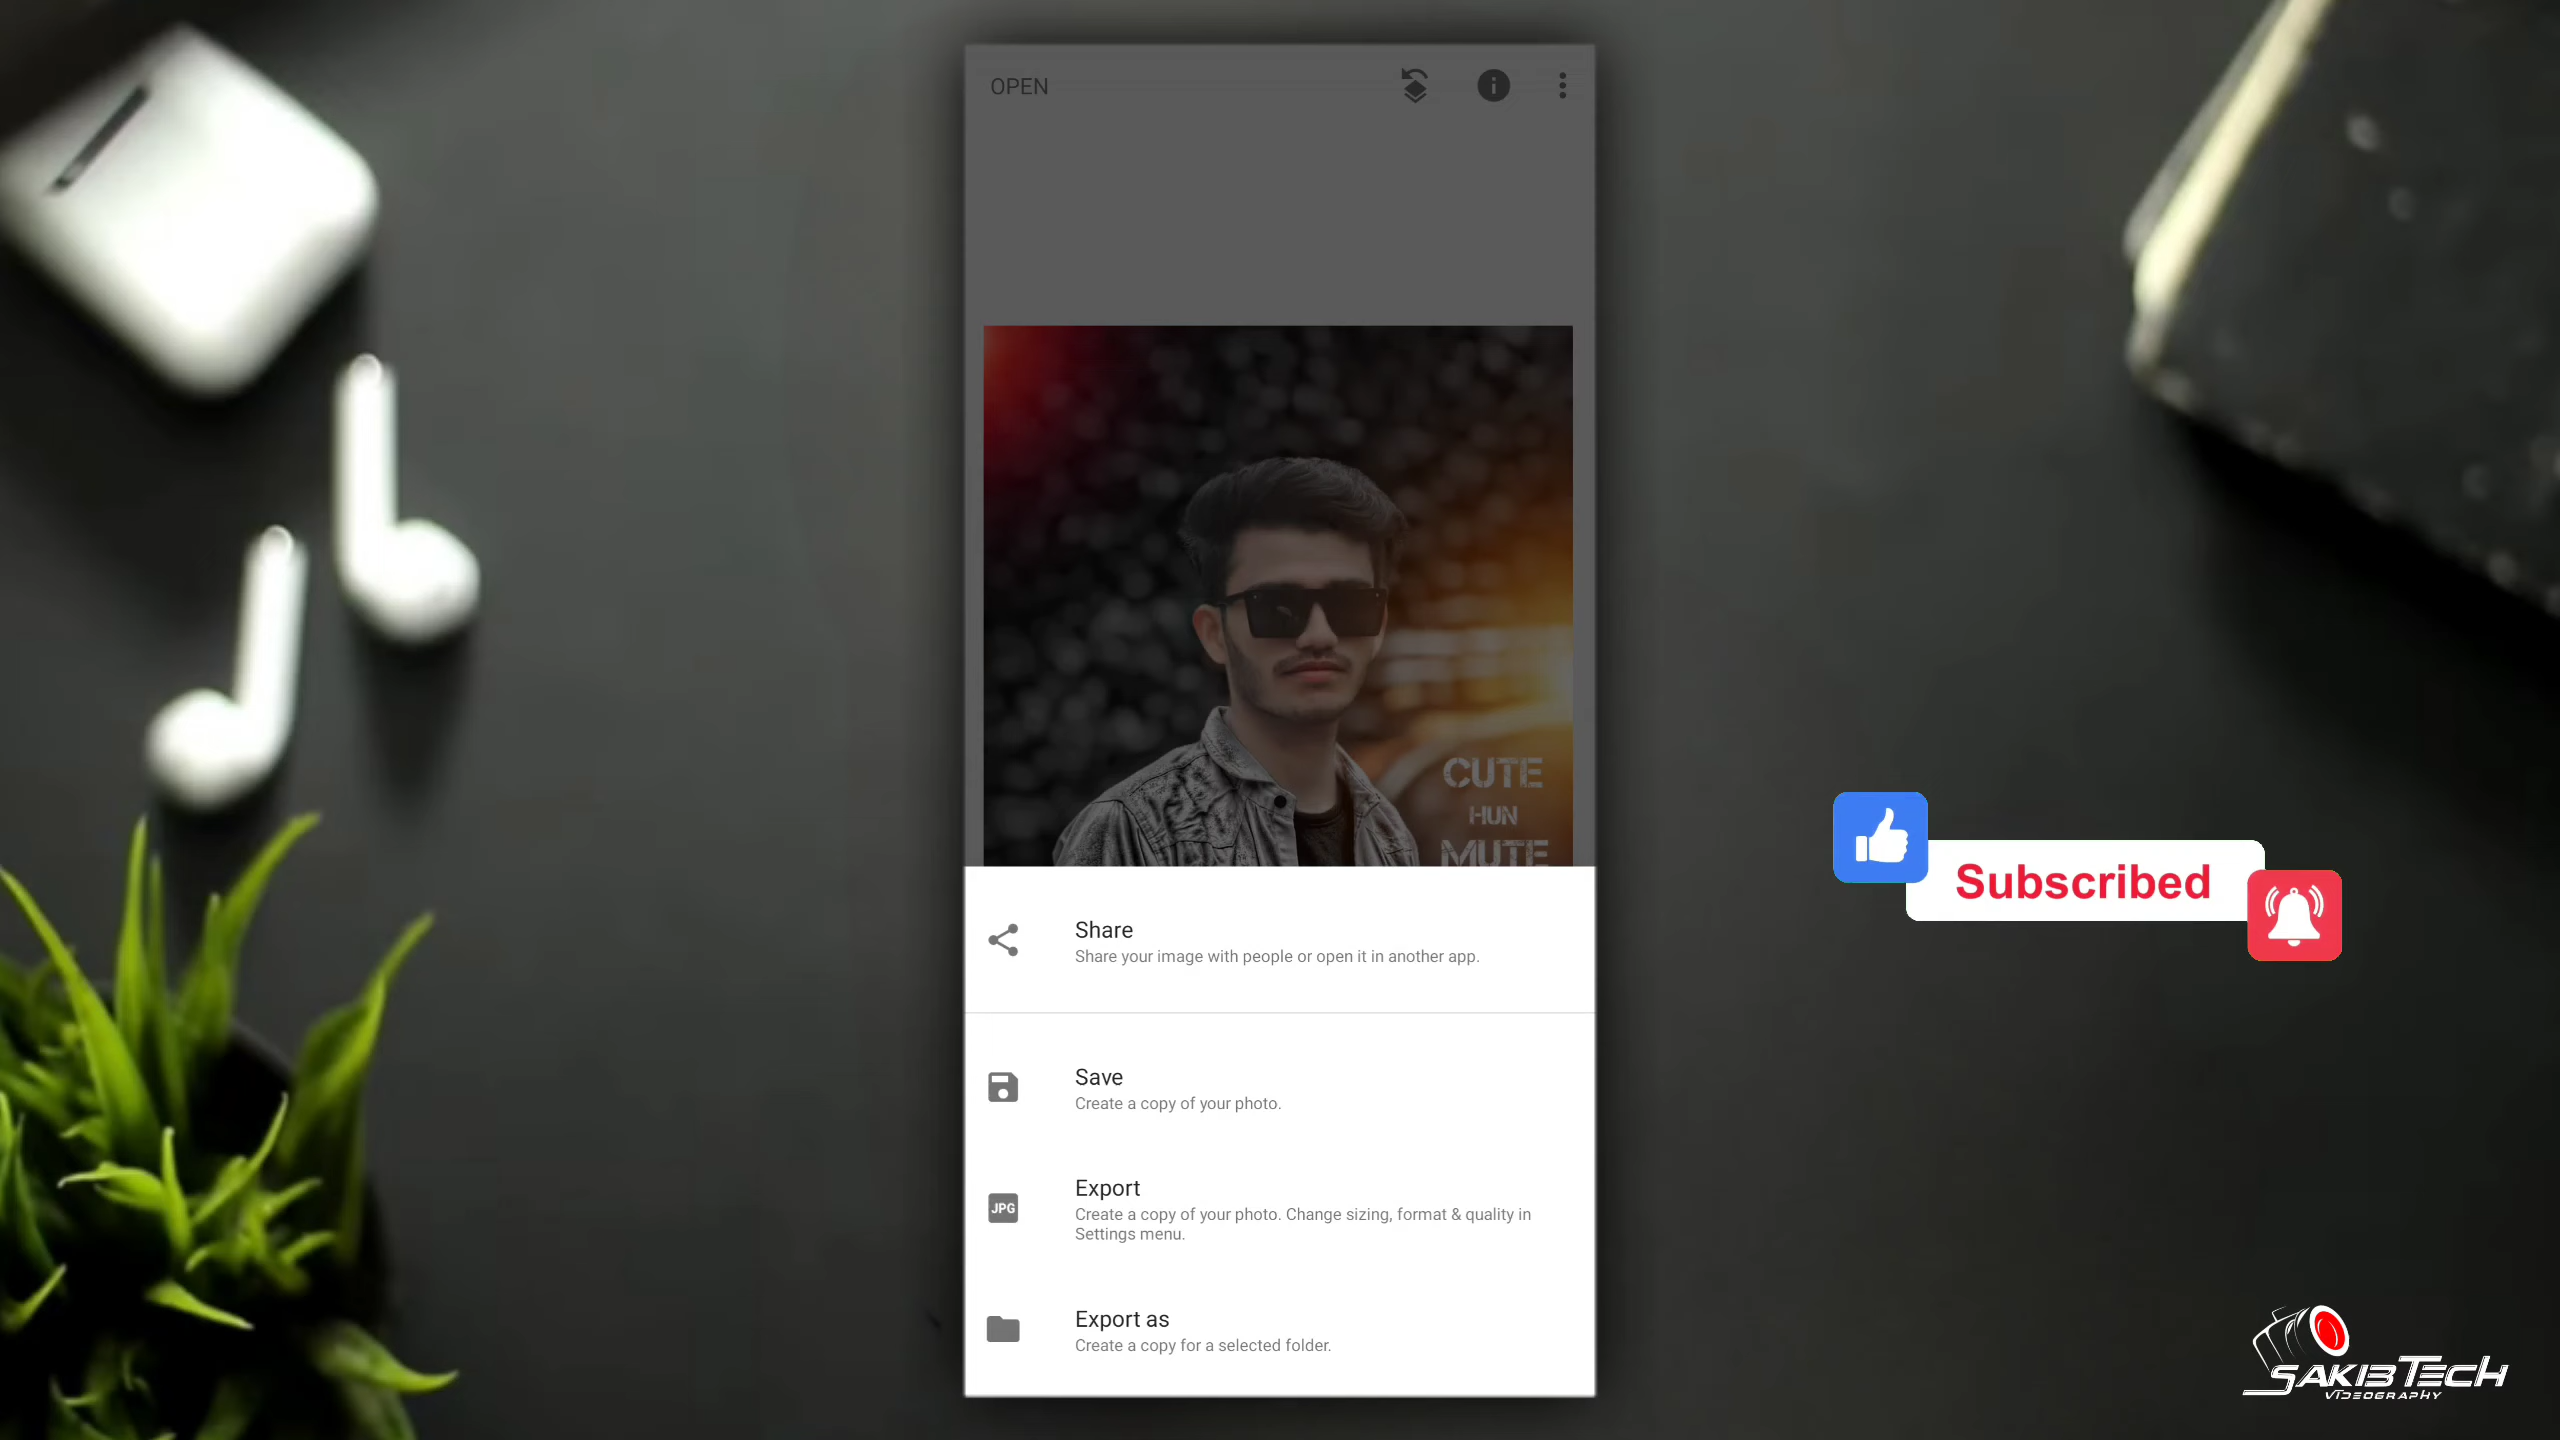 OPEN
CUTE
HUN
MUTE
Share
Share your image with people or open it in another app.
Save
Create a copy of your photo.
JPG
Export
Create a copy of your photo. Change sizing, format & quality in
Settings menu.
Export as
Create a copy for a selected folder.
Subscribed
SAKIB TECH
VIDEOGRAPHY